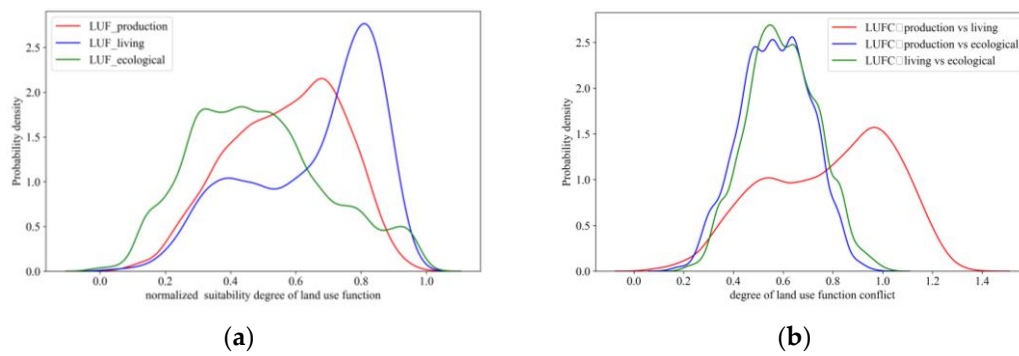 LUF_production
LUF_living
LUF_ecological
Probability density
2.5
2.0
1.5
1.0
0.5
0.0
0.0 0.2 0.4 0.6 0.8 1.0
normalized suitability degree of land use function
(a)
LUFC□production vs living
LUFC□production vs ecological
LUFC□living vs ecological
Probability density
2.5
2.0
1.5
1.0
0.5
0.0
0.0 0.2 0.4 0.6 0.8 1.0 1.2 1.4
degree of land use function conflict
(b)